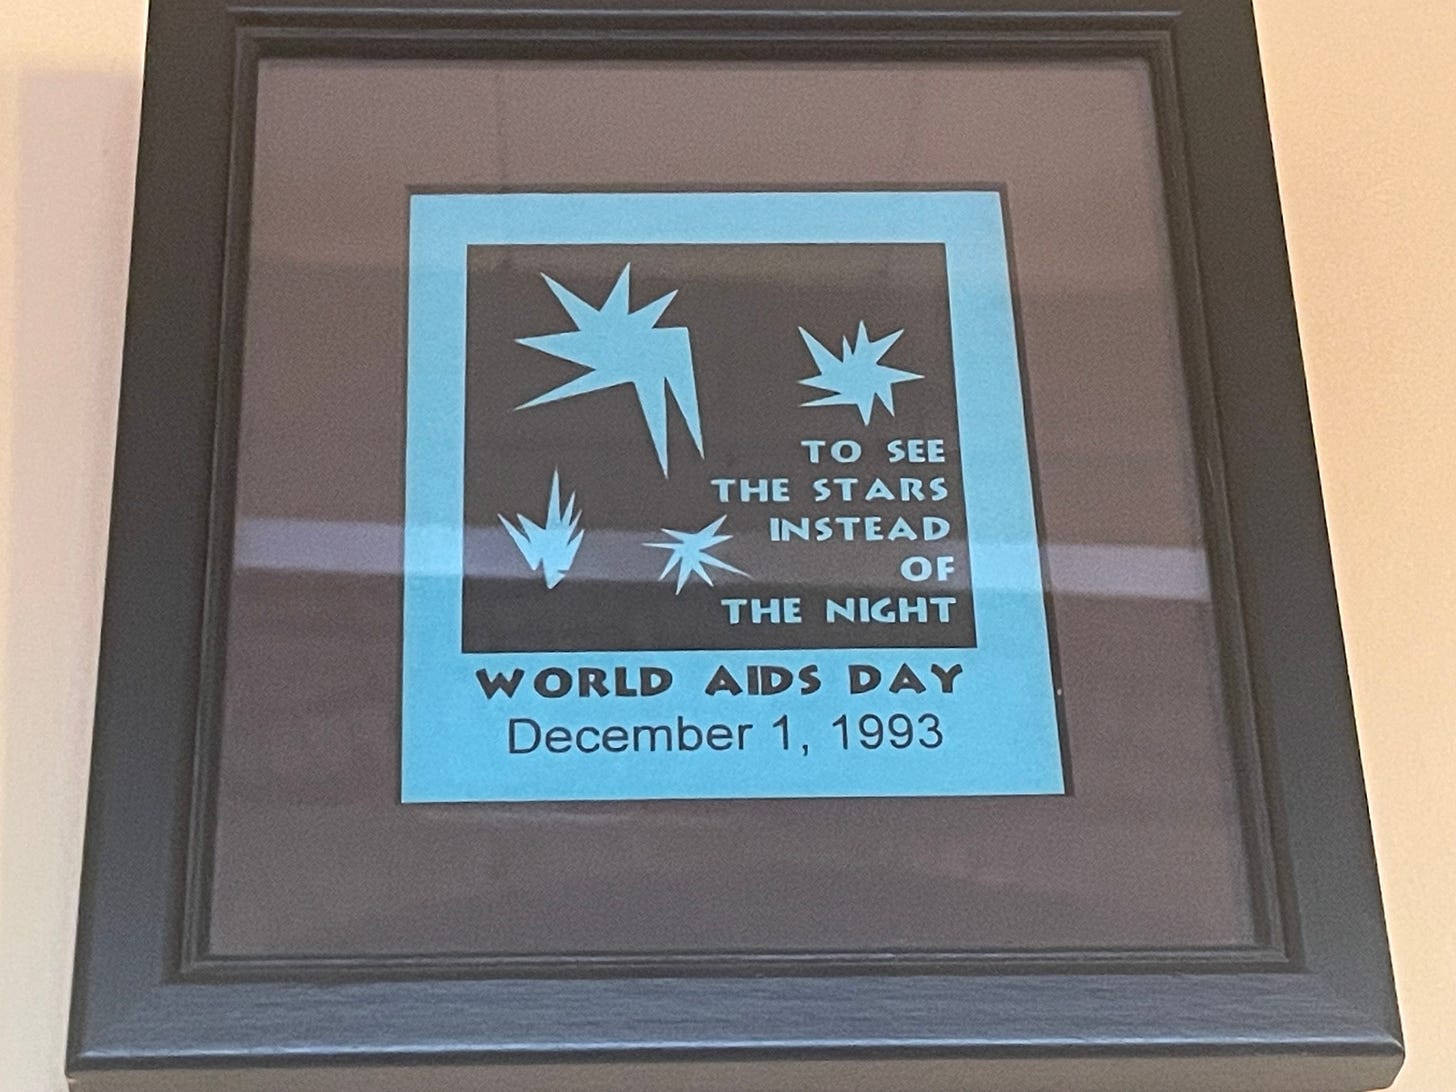 TO SEE
THE STARS
INSTEAD
OF
THE NIGHT
WORLD AIDS DAY
December 1, 1993